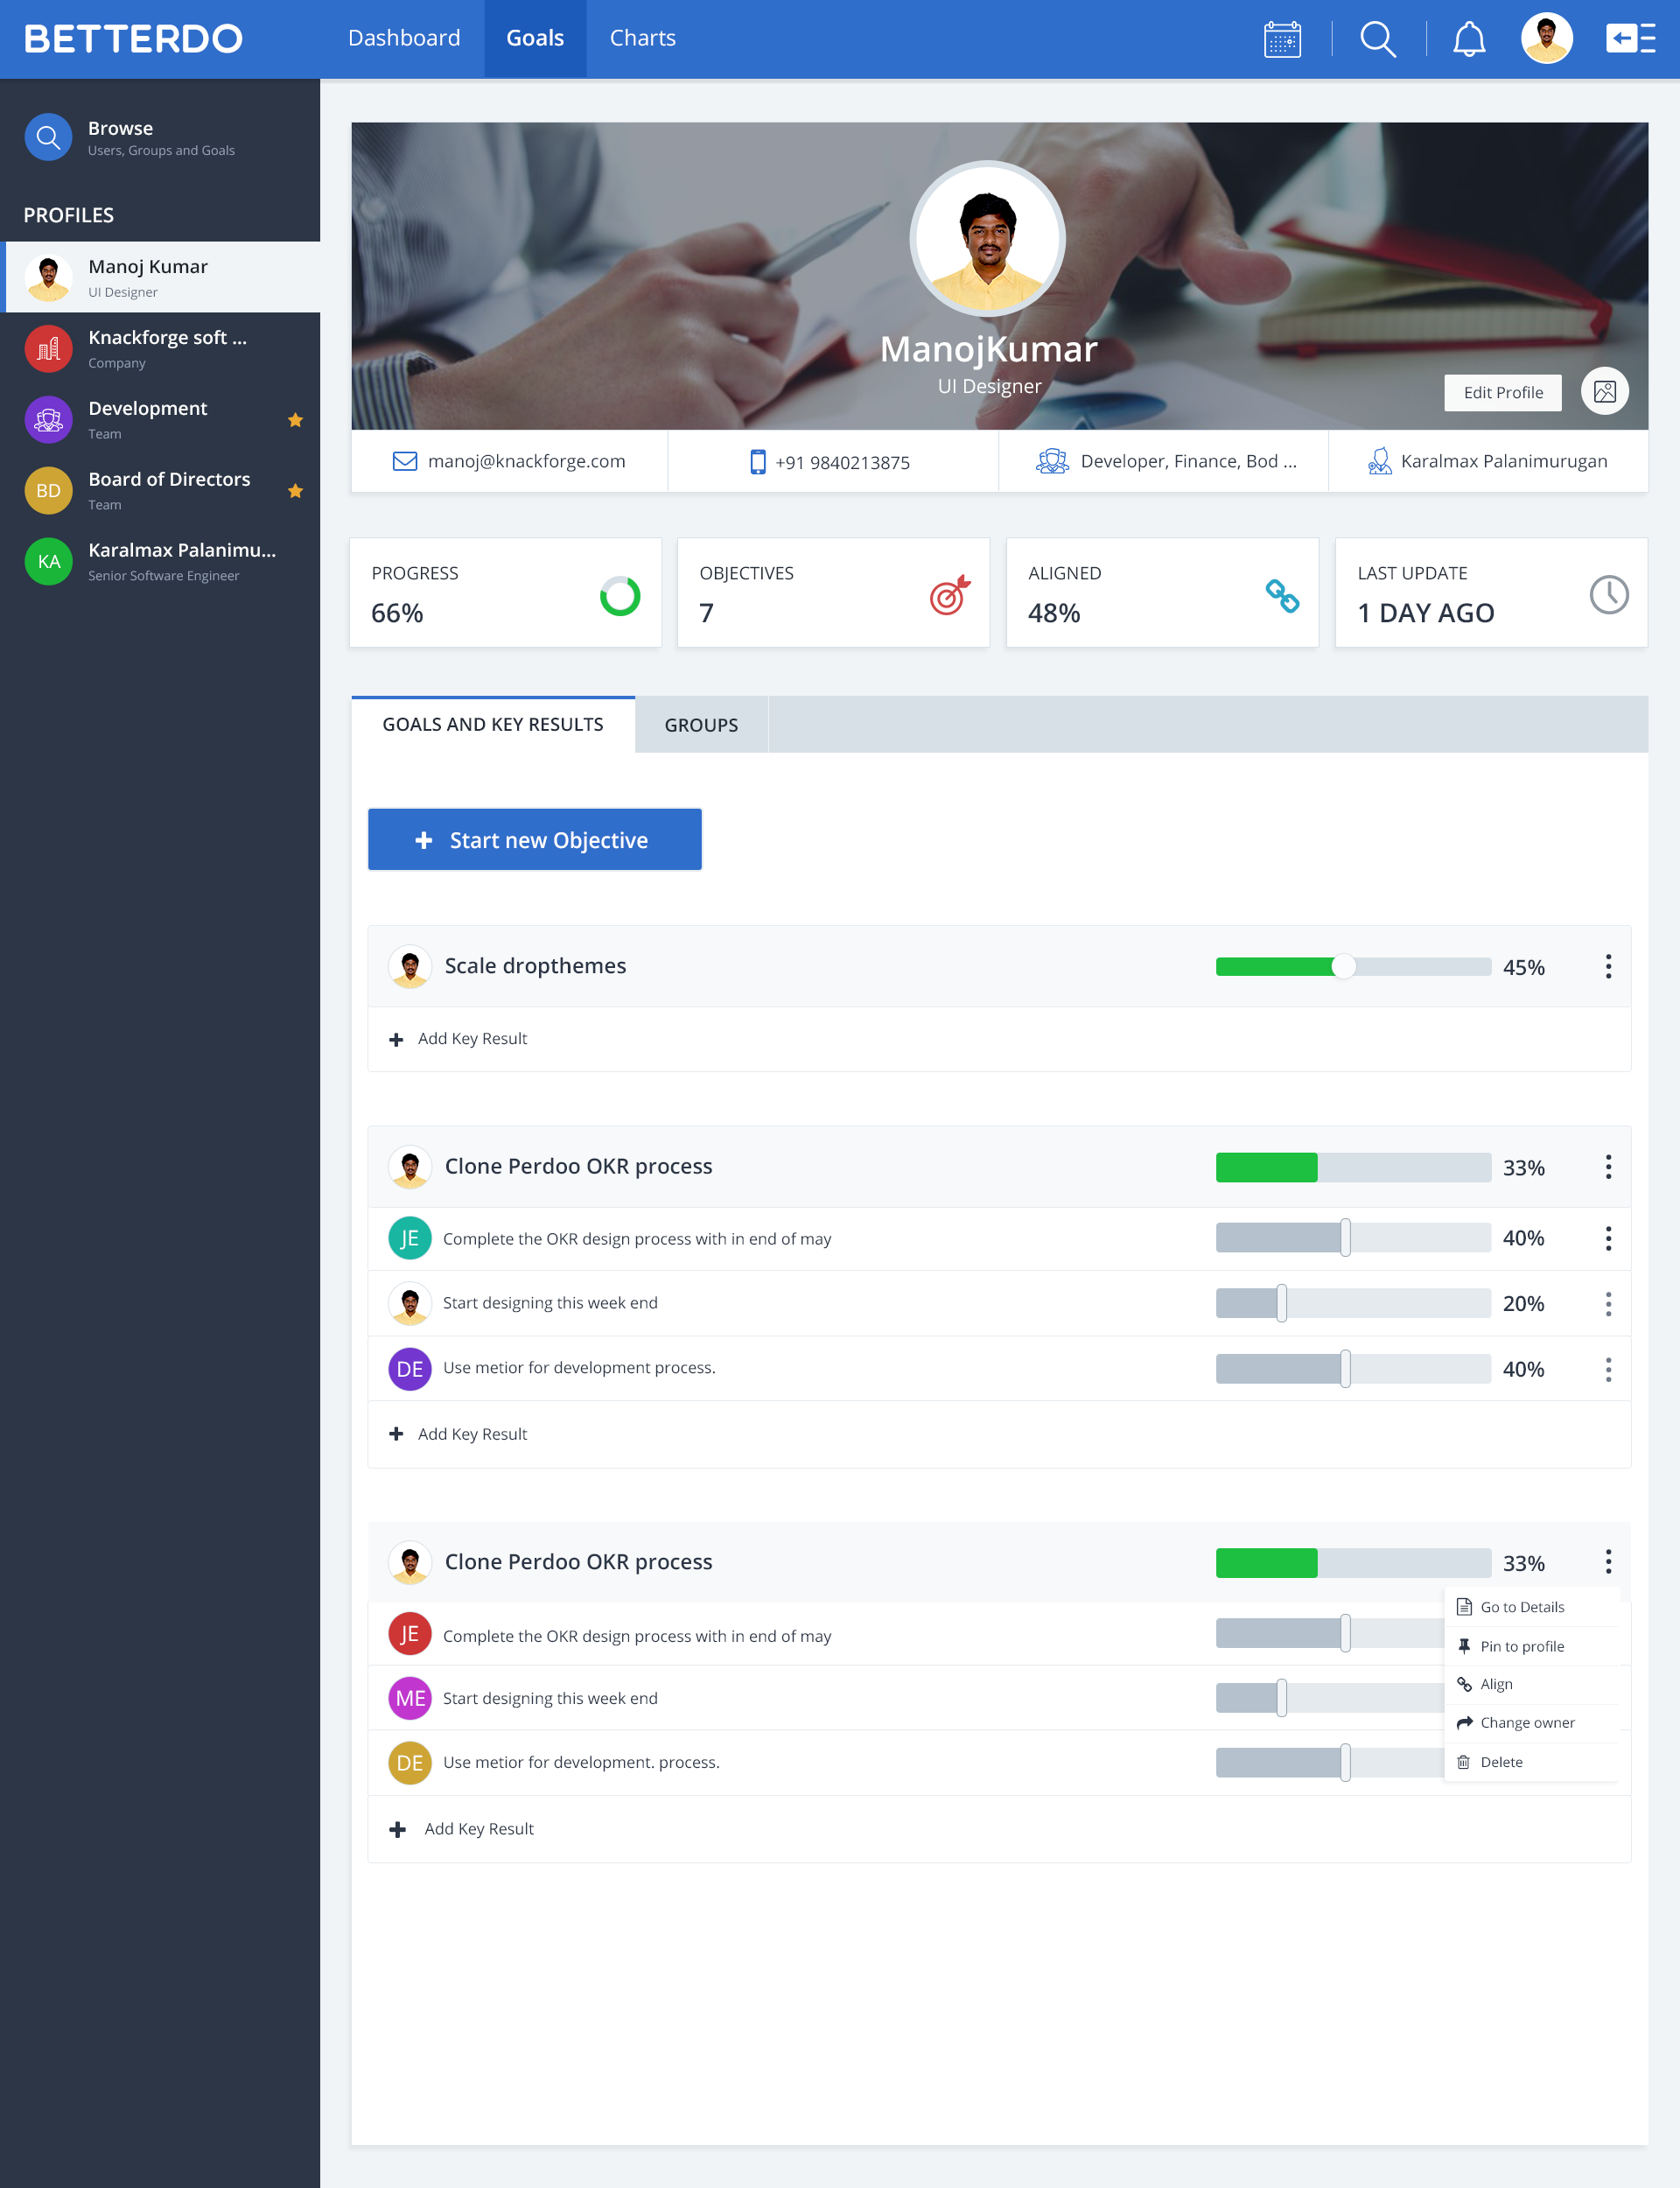 BETTERDO
Dashboard
Goals
Charts
Browse
Users, Groups and Goals
PROFILES
Manoj Kumar
UI Designer
Knackforge soft ...
Company
Development
Team
BD
Board of Directors
Team
KA
Karalmax Palanimu...
Senior Software Engineer
ManojKumar
UI Designer
Edit Profile
manoj@knackforge.com
+91 9840213875
Developer, Finance, Bod ...
Karalmax Palanimurugan
PROGRESS
66%
OBJECTIVES
7
ALIGNED
48%
LAST UPDATE
1 DAY AGO
GOALS AND KEY RESULTS
GROUPS
Start new Objective
Scale dropthemes
45%
Add Key Result
Clone Perdoo OKR process
33%
JE
Complete the OKR design process with in end of may
40%
Start designing this week end
20%
DE
Use metior for development process.
40%
Add Key Result
Clone Perdoo OKR process
33%
JE
Complete the OKR design process with in end of may
ME
Start designing this week end
DE
Use metior for development. process.
Go to Details
Pin to profile
Align
Change owner
Delete
Add Key Result